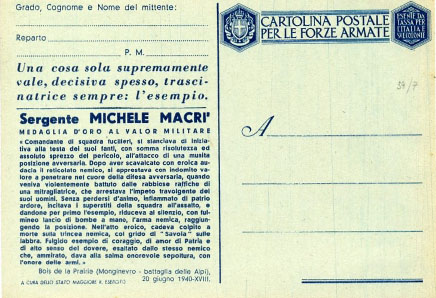 Grado, Cognome e Nome del mittente:
Reparto
P. M.
Una cosa sola supremamente
vale, decisiva spesso, trasci-
natrice sempre: l'esempio.
Sergente MICHELE MACRI'
MEDAGLIA D'ORO AL VALOR MILITARE
« Comandante di squadra fucilieri, si slanciava di inizia-
tiva alla testa dei suoi fanti, con somma risolutezza ed
assoluto sprezzo del pericolo, all'attacco di una munita
posizione avversaria. Dopo aver scavalcato con eroica au-
dacia il reticolato nemico, si apprestava con indomito va-
lore a penetrare nel cuore della difesa avversaria, quando
veniva violentemente battuto dalle rabbiose raffiche di
una mitragliatrice, che arrestava l'impeto travolgente dei
suoi uomini. Senza perdersi d'animo, infiammato di patrio
ardore, incitava i superstiti della squadra all'assalto, e
dandone per primo l'esempio, riduceva al silenzio, con ful-
mineo lancio di bombe a mano, l'arma nemica, raggiun-
gendo la posizione. Nell'atto eroico, cadeva colpito a
morte sulla trincea nemica, col grido di "Savoia" sulle
labbra. Fulgido esempio di coraggio, di amor di Patria e
di alto senso del dovere, esaltato dallo stesso nemico
che, ammirato, dava alla salma onorevole sepoltura, con
l'onore delle armi. »
Bois de la Prairia (Monginevro - battaglia delle Alpi),
20 giugno 1940-XVIII.
A CURA DELLO STATO MAGGIORE R. ESERCITO
CARTOLINA POSTALE
PER LE FORZE ARMATE
ESENTE DA
TASSA PER
L'ITALIA
A